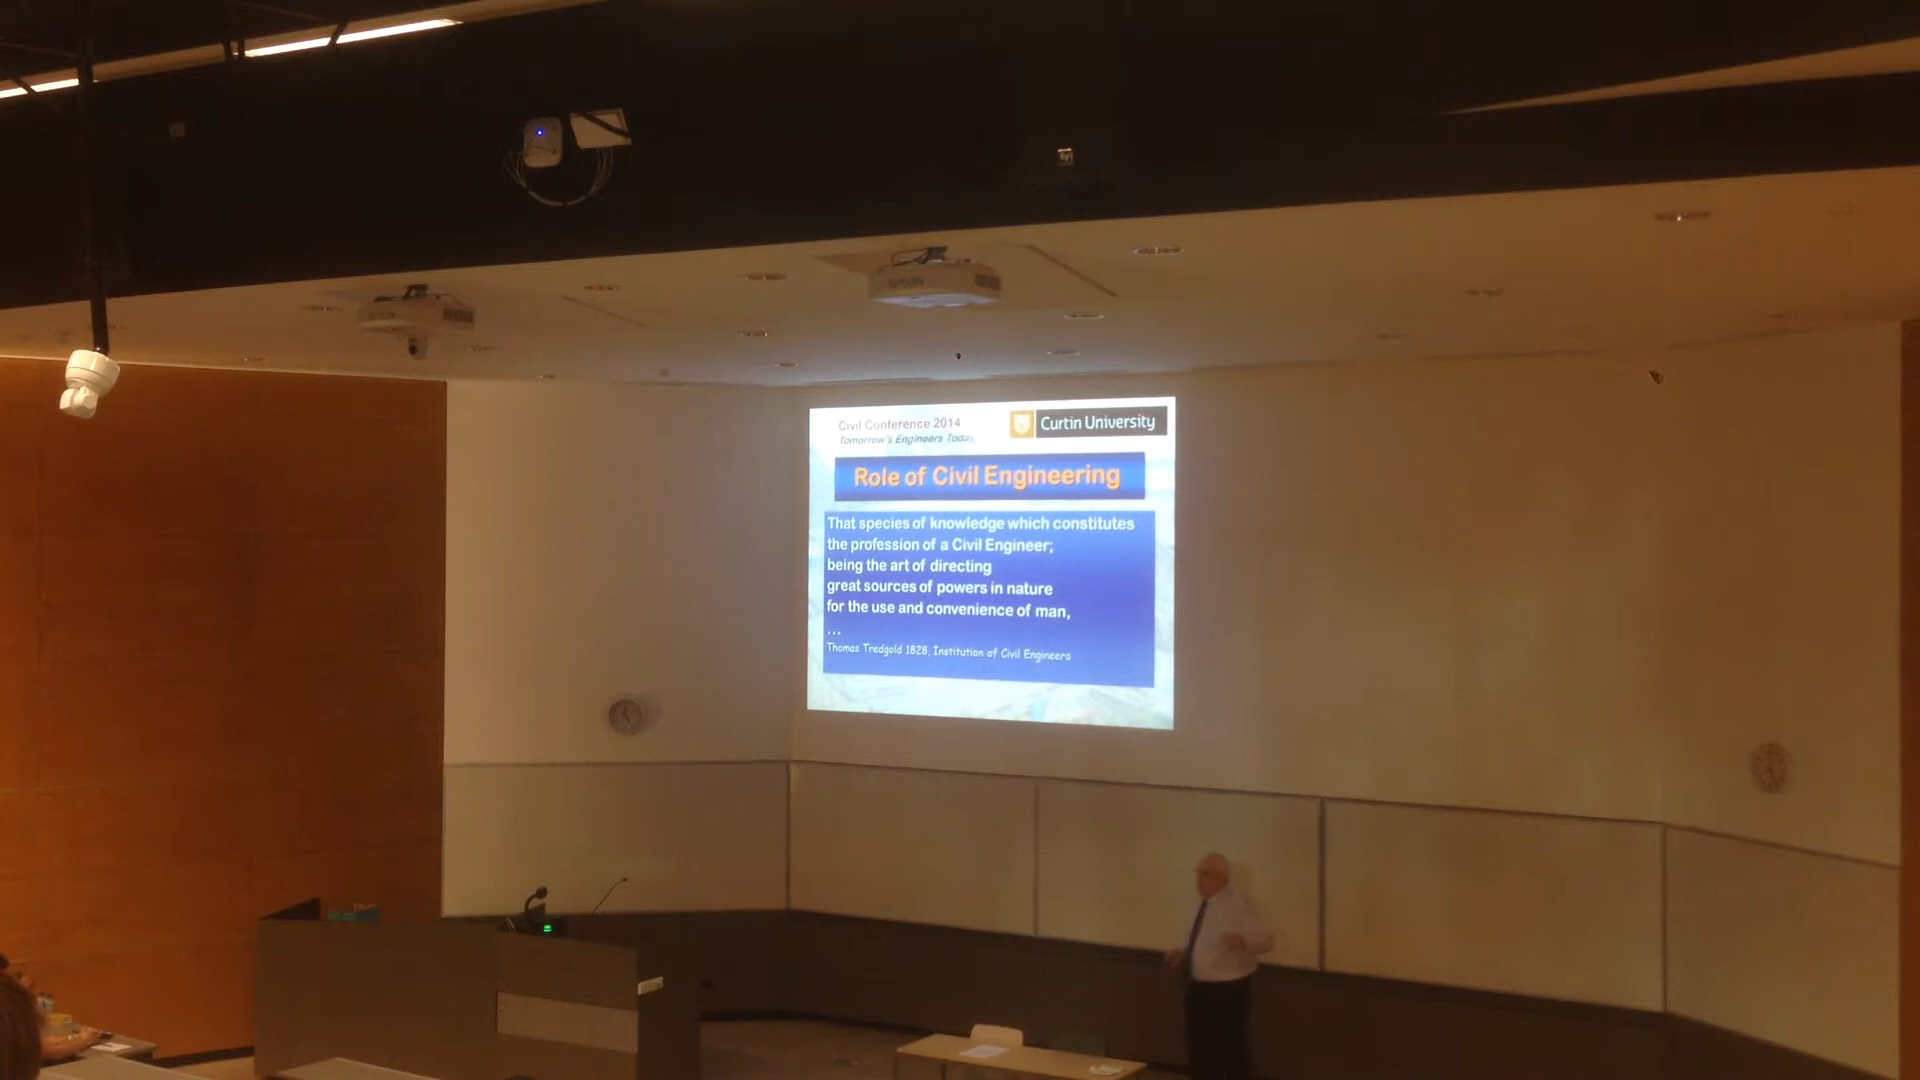 Civil Conference 2014
Tomorrow's Engineers Today
Curtin University
Role of Civil Engineering
That species of knowledge which constitutes
the profession of a Civil Engineer;
being the art of directing
great sources of powers in nature
for the use and convenience of man,
...
Thomas Tredgold 1828, Institution of Civil Engineers